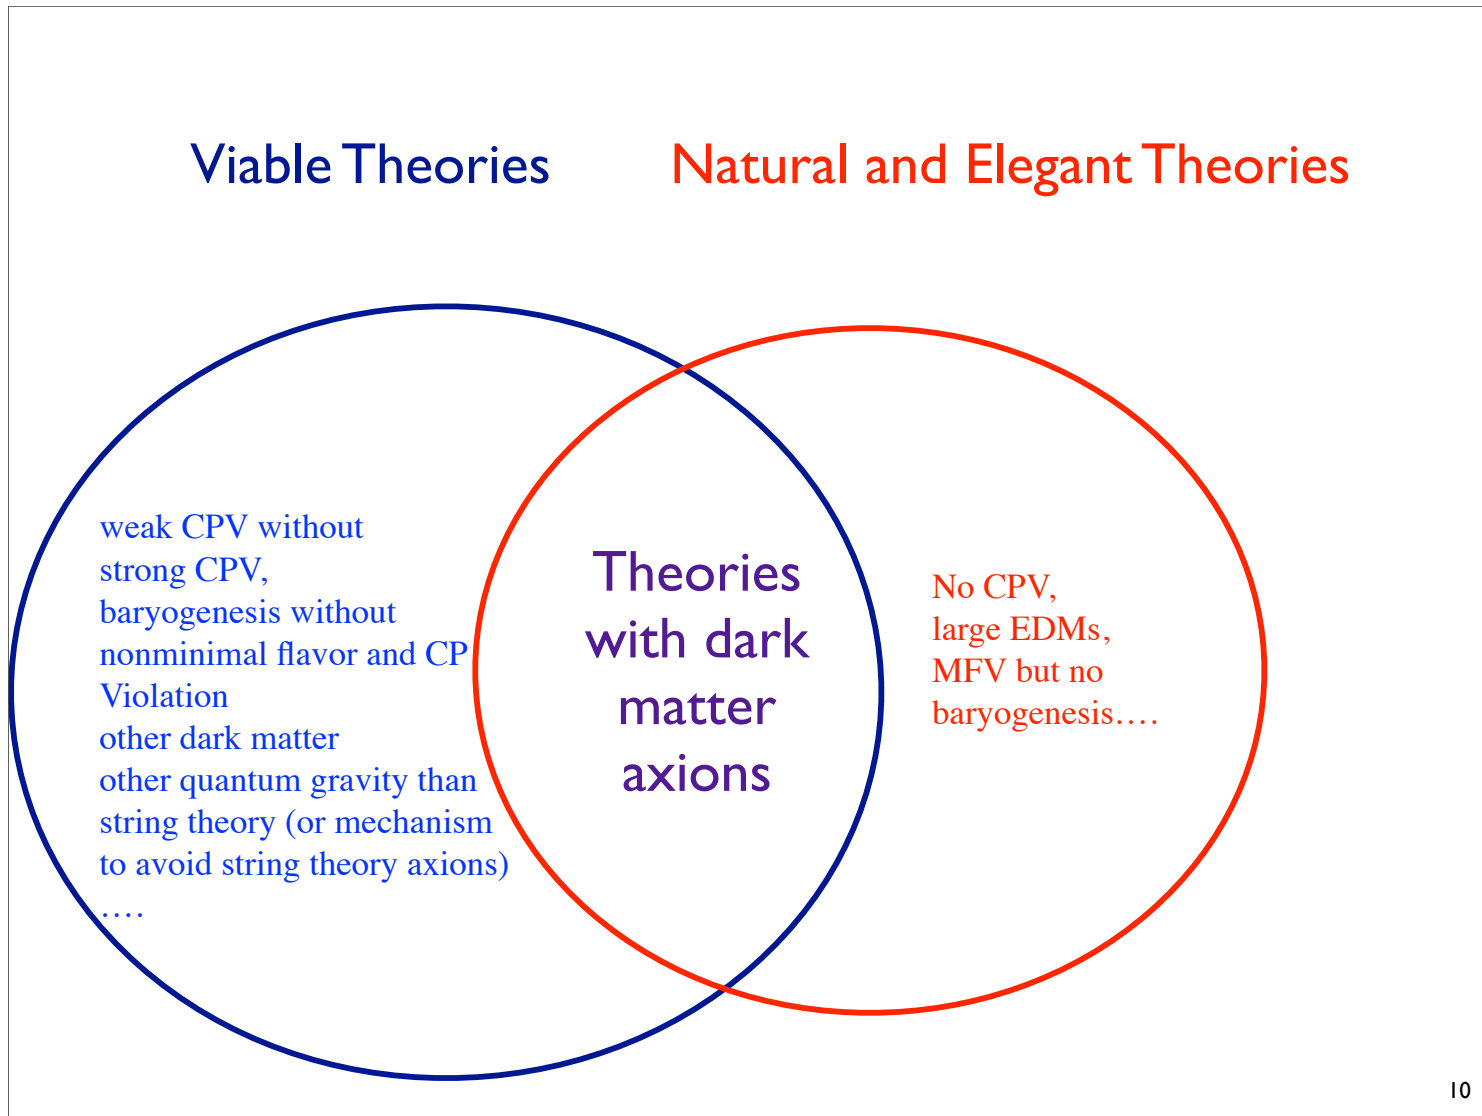 Viable Theories
Natural and Elegant Theories
weak CPV without
strong CPV,
baryogenesis without
nonminimal flavor and CP
Violation
other dark matter
other quantum gravity than
string theory (or mechanism
to avoid string theory axions)
….
Theories
with dark
matter
axions
No CPV,
large EDMs,
MFV but no
baryogenesis….
10